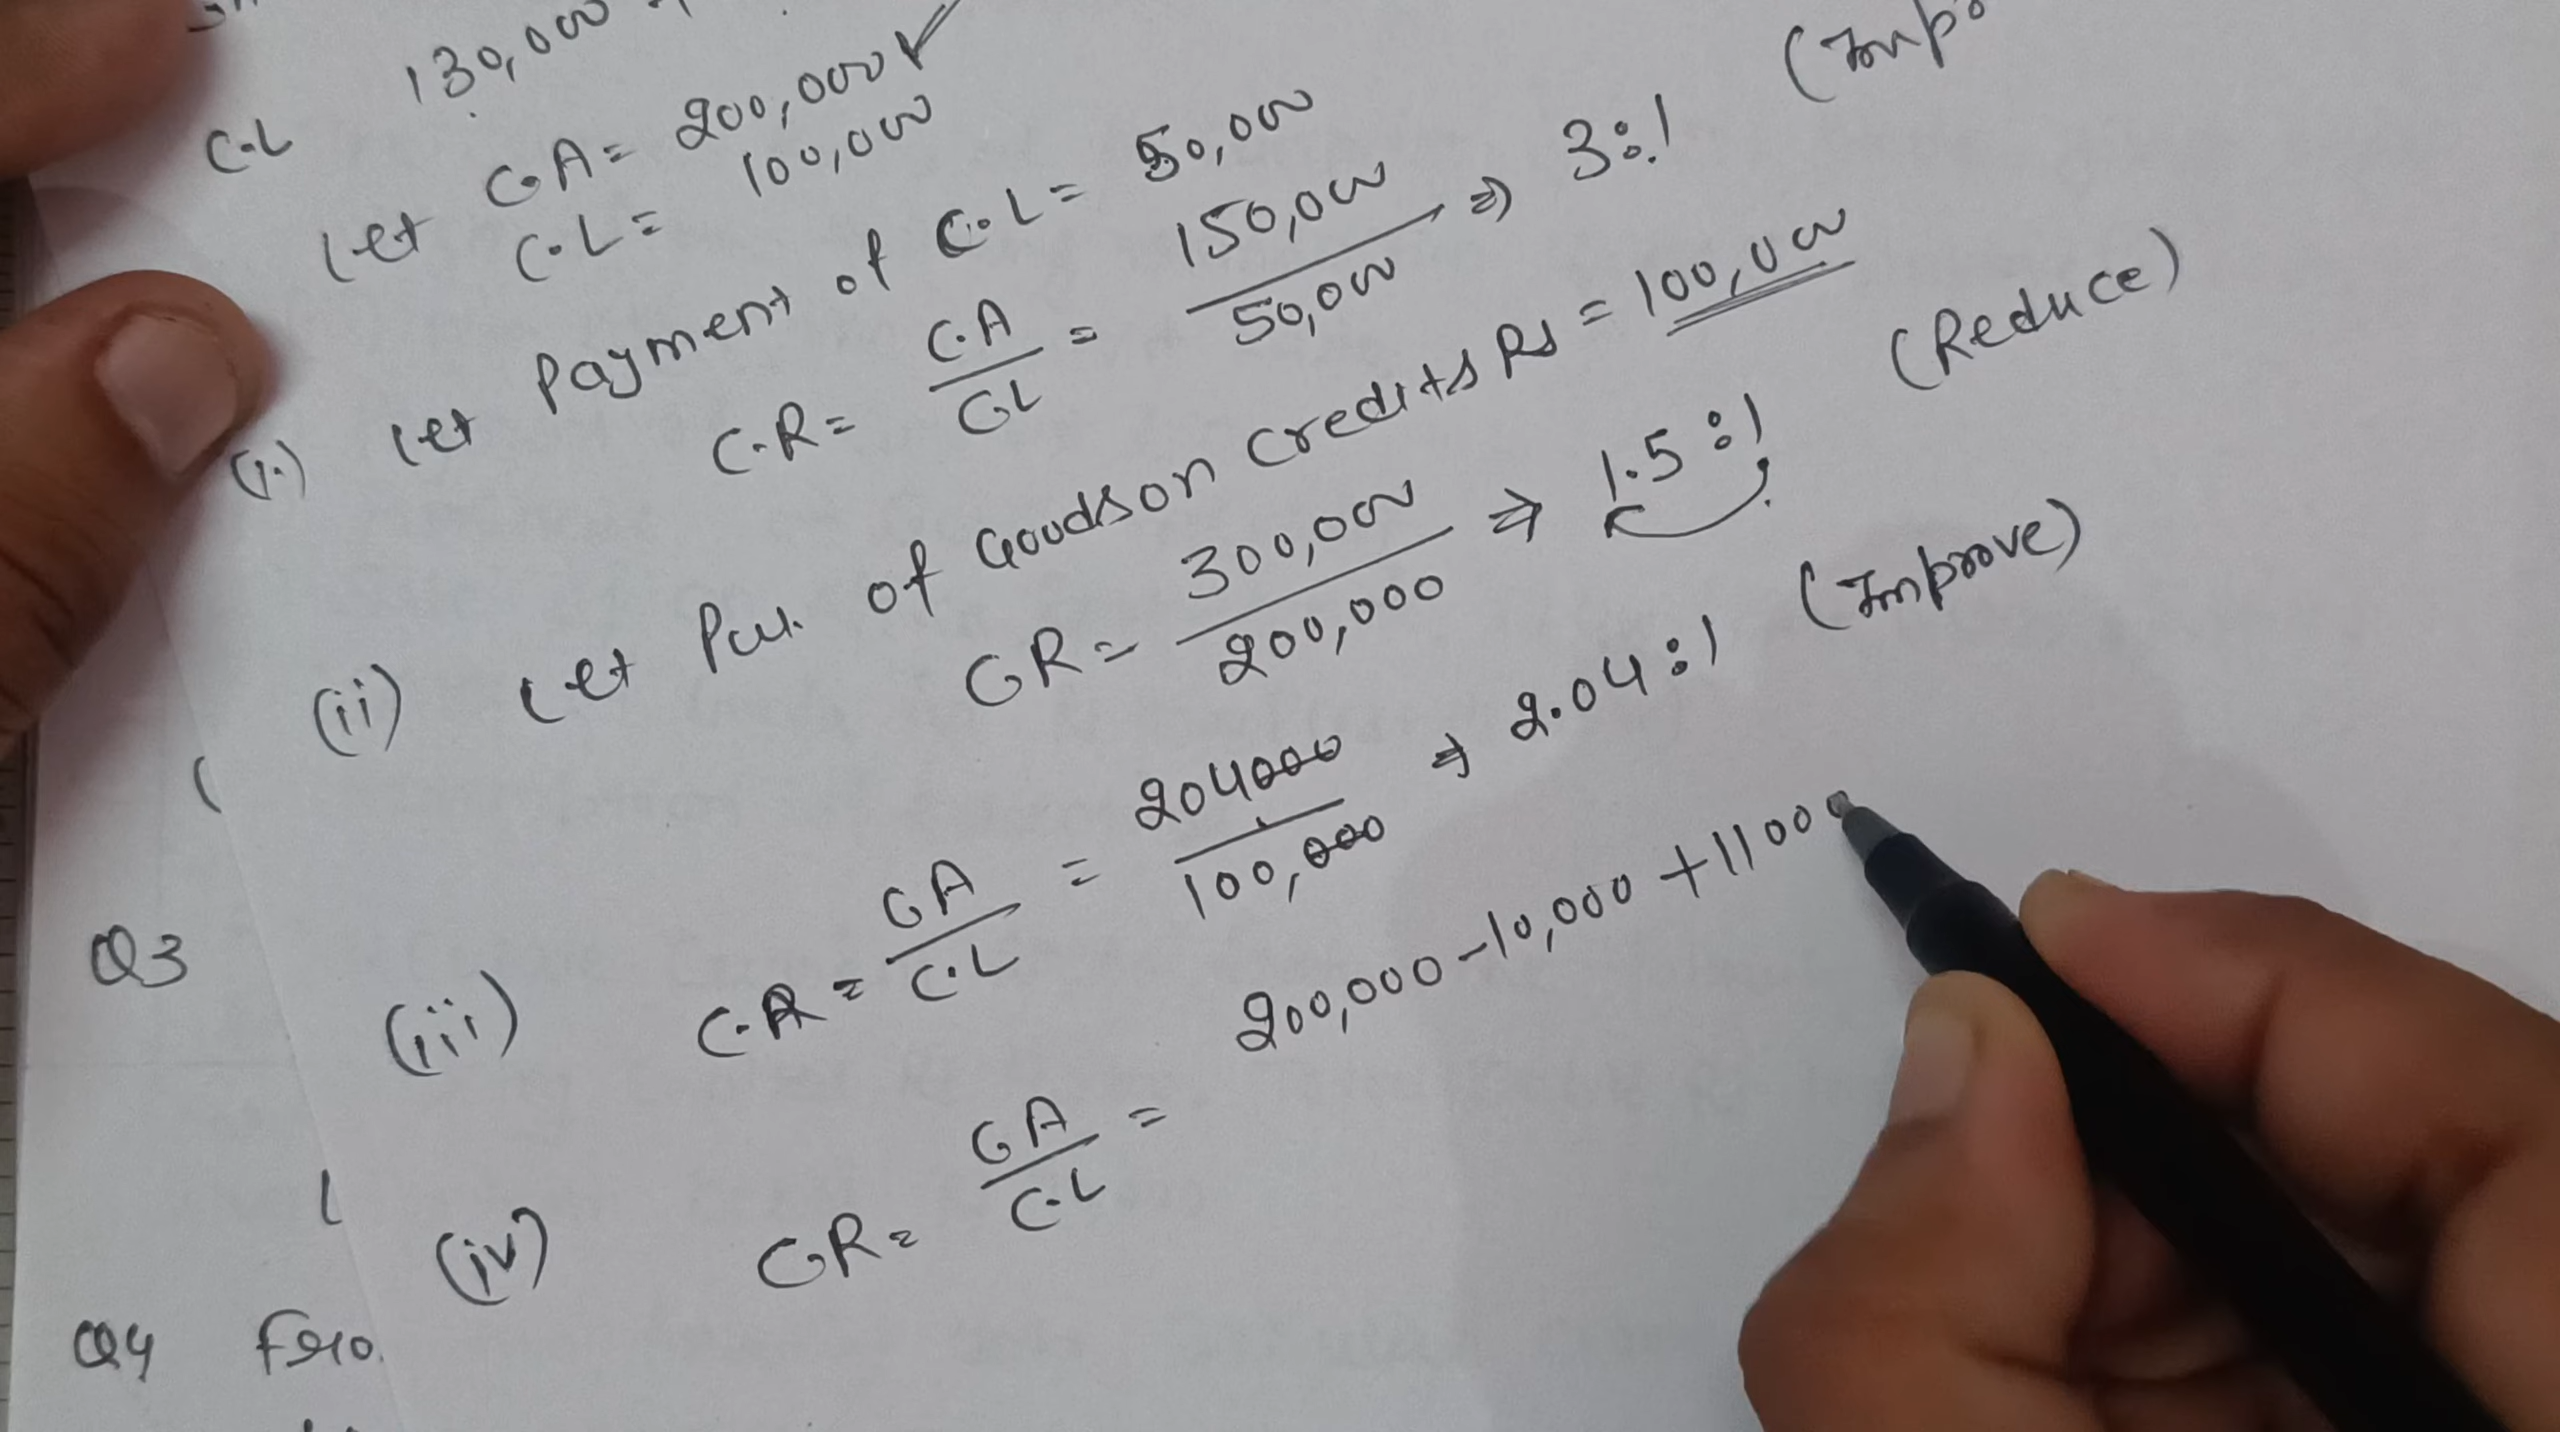 130,000
C.L
Let C.A = 200,000 ✓
C.L = 100,000
(i.) Let Payment of C.L = 50,000
C.R = C.A / C.L = 150,000 / 50,000 ⇒ 3:1
(ii) Let Pur. of Goods on Credits Rs = 100,000
C.R = 300,000 / 200,000 ⇒ 1.5:1 (Reduce)
(iii) C.R = C.A / C.L = 204000 / 100,000 ⇒ 2.04:1 (Improve)
(iv) C.R = C.A / C.L = 200,000 - 10,000 + 11000
Q3
Q4